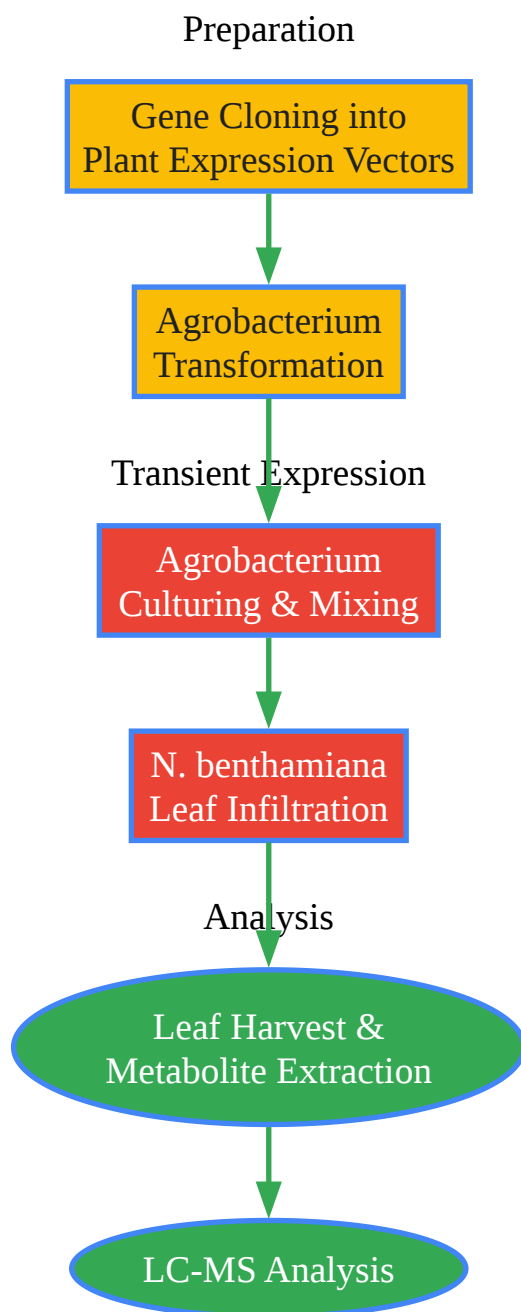 Preparation
Gene Cloning into
Plant Expression Vectors
Agrobacterium
Transformation
Transient Expression
Agrobacterium
Culturing & Mixing
N. benthamiana
Leaf Infiltration
Analysis
Leaf Harvest &
Metabolite Extraction
LC-MS Analysis